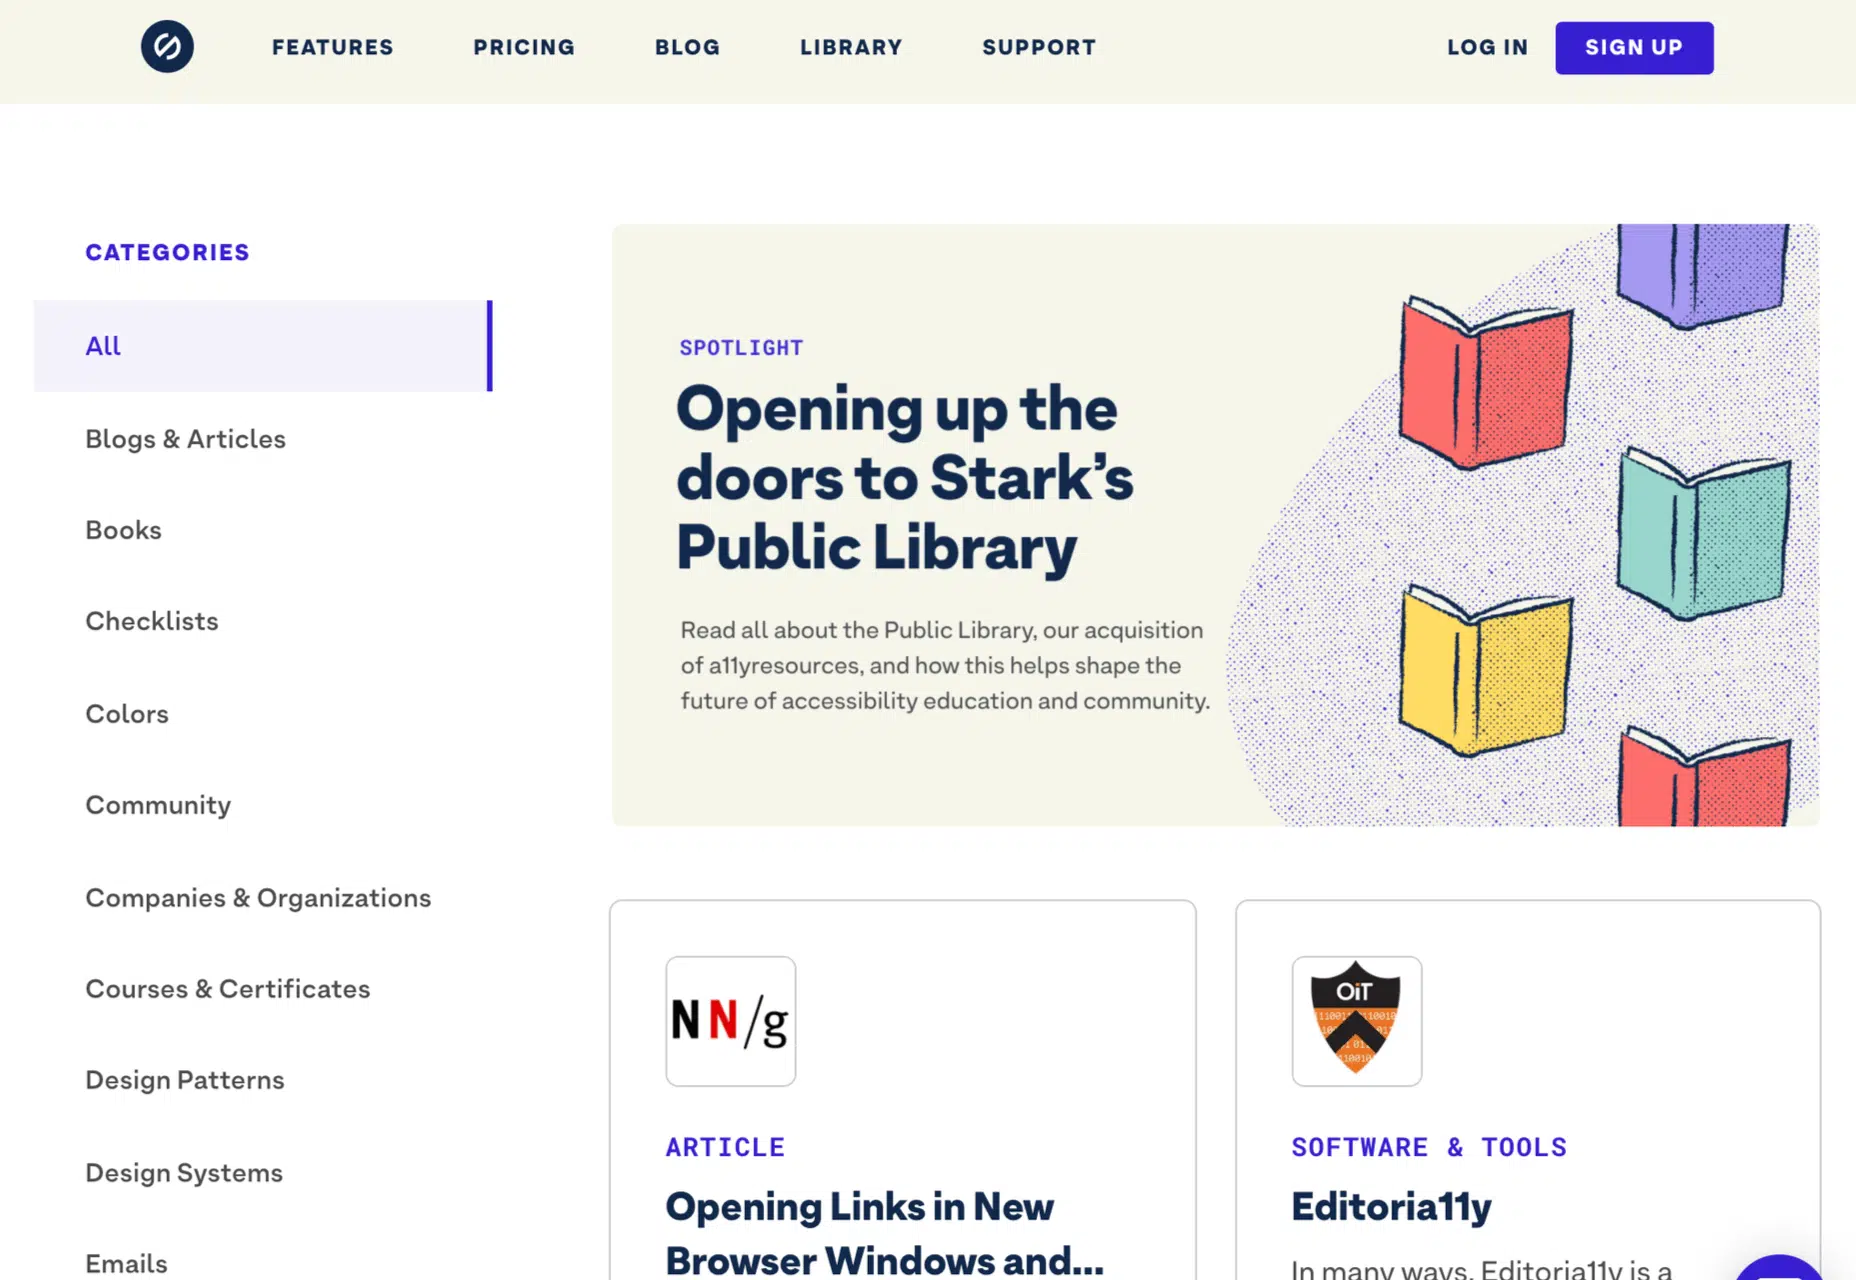 FEATURES
PRICING
BLOG
LIBRARY
SUPPORT
LOG IN
SIGN UP
CATEGORIES
All
Blogs & Articles
Books
Checklists
Colors
Community
Companies & Organizations
Courses & Certificates
Design Patterns
Design Systems
Emails
SPOTLIGHT
Opening up the
doors to Stark’s
Public Library
Read all about the Public Library, our acquisition
of a11yresources, and how this helps shape the
future of accessibility education and community.
NN/g
ARTICLE
Opening Links in New
Browser Windows and...
OiT
SOFTWARE & TOOLS
Editoria11y
In many ways, Editoria11y is a